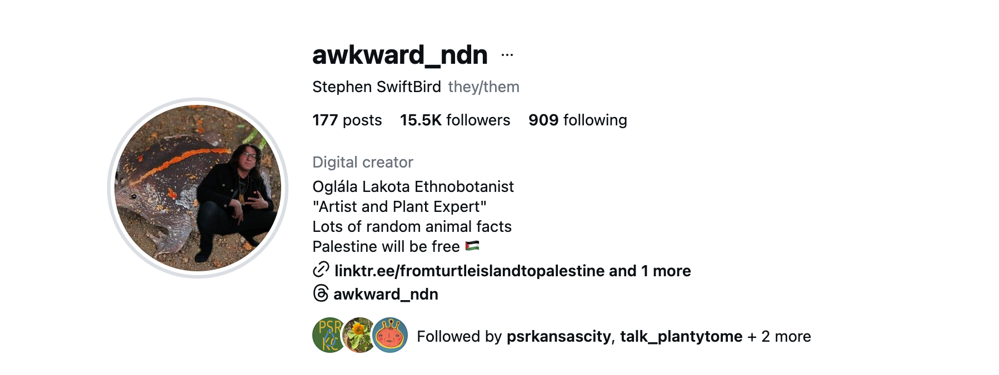 awkward_ndn ...
Stephen SwiftBird they/them
177 posts 15.5K followers 909 following
Digital creator
Oglála Lakota Ethnobotanist
"Artist and Plant Expert"
Lots of random animal facts
Palestine will be free 🇵🇸
linktr.ee/fromturtleislandtopalestine and 1 more
awkward_ndn
PSR
KC
Followed by psrkansascity, talk_plantytome + 2 more